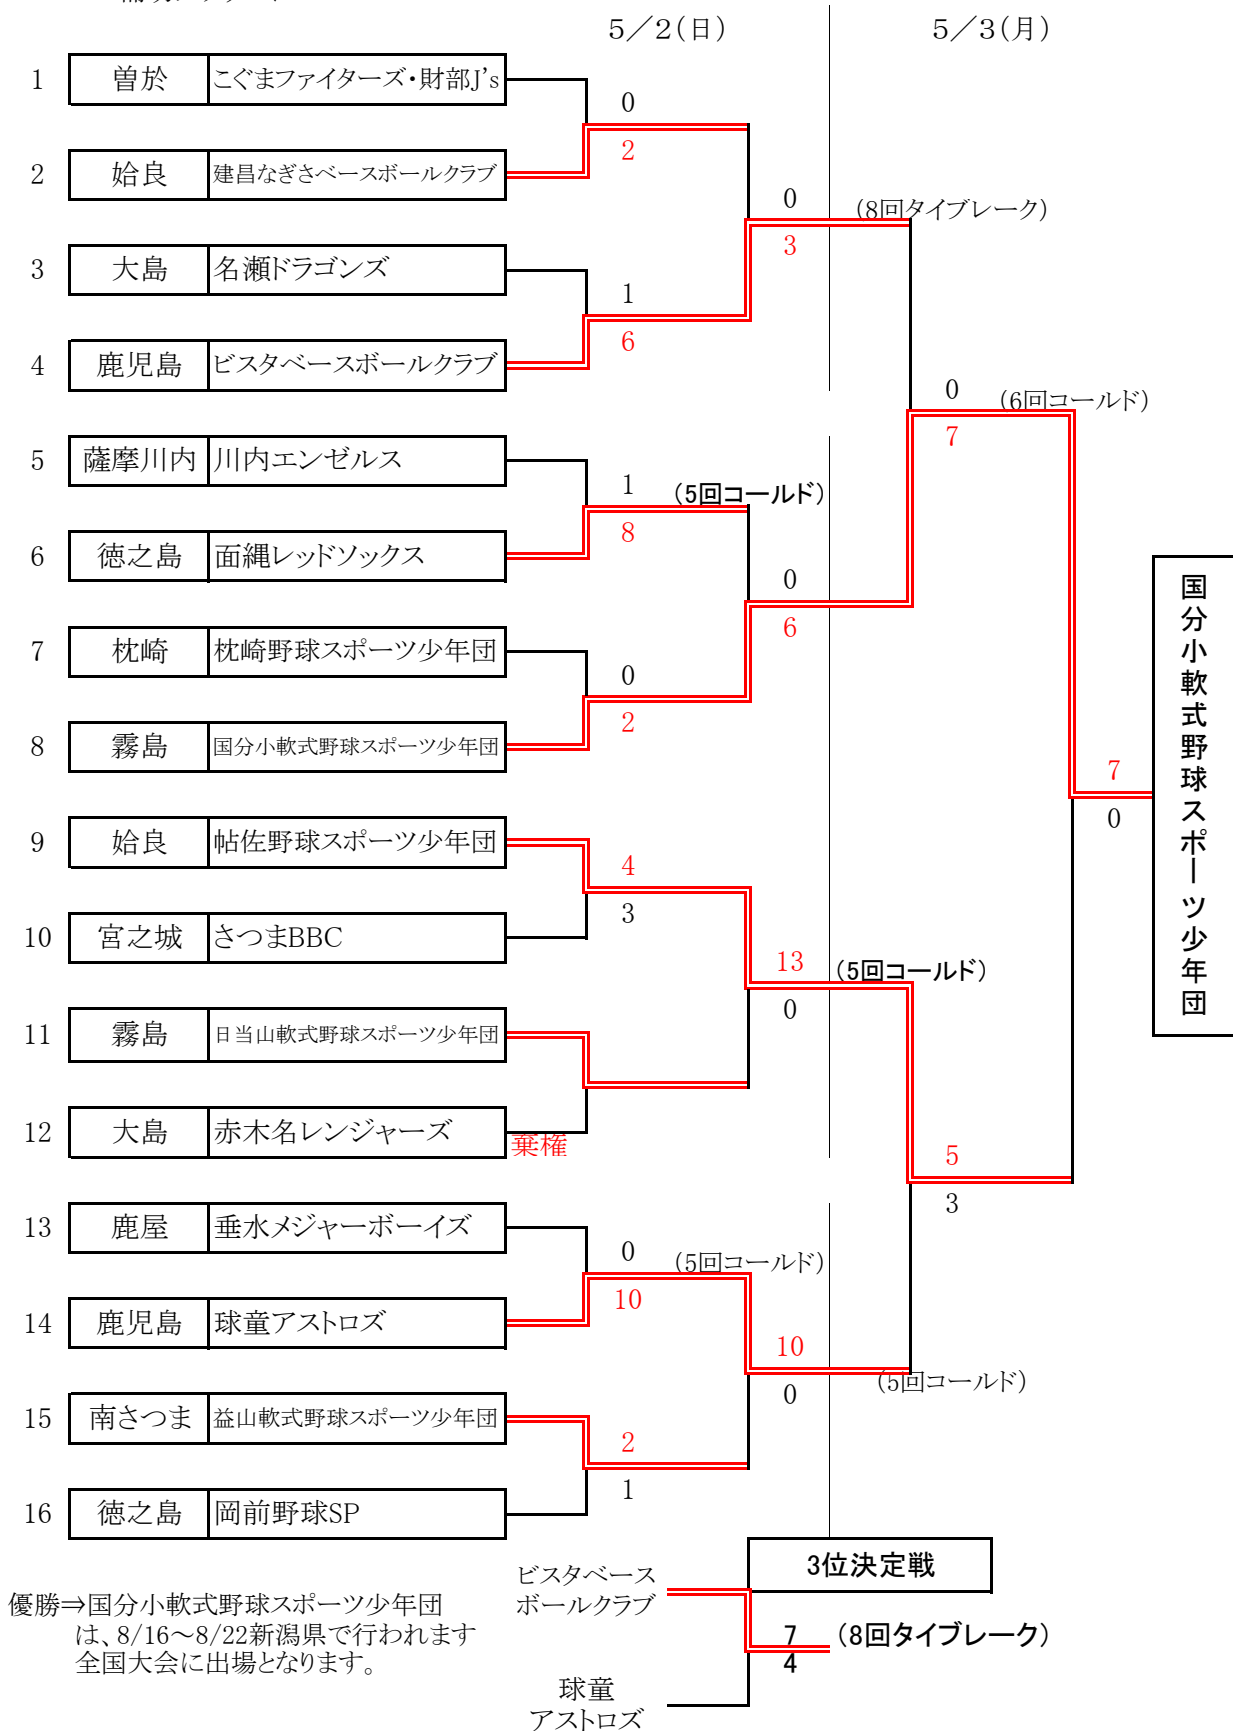 5／2（日）
5／3（月）
1 曽於 こぐまファイターズ・財部J's
0
2
2 姶良 建昌なぎさベースボールクラブ
0 （8回タイブレーク）
3
3 大島 名瀬ドラゴンズ
1
6
4 鹿児島 ビスタベースボールクラブ
0 （6回コールド）
7
5 薩摩川内 川内エンゼルス
1 （5回コールド）
8
6 徳之島 面縄レッドソックス
0
6
7 枕崎 枕崎野球スポーツ少年団
0
2
8 霧島 国分小軟式野球スポーツ少年団
7
0
国分小軟式野球スポーツ少年団
9 姶良 帖佐野球スポーツ少年団
4
3
10 宮之城 さつまBBC
13 （5回コールド）
0
11 霧島 日当山軟式野球スポーツ少年団
12 大島 赤木名レンジャーズ 棄権
5
3
13 鹿屋 垂水メジャーボーイズ
0 （5回コールド）
10
14 鹿児島 球童アストロズ
10
0 （5回コールド）
15 南さつま 益山軟式野球スポーツ少年団
2
1
16 徳之島 岡前野球SP
3位決定戦
ビスタベース
ボールクラブ
7 （8回タイブレーク）
4
球童
アストロズ
優勝⇒国分小軟式野球スポーツ少年団
は、8/16～8/22新潟県で行われます
全国大会に出場となります。